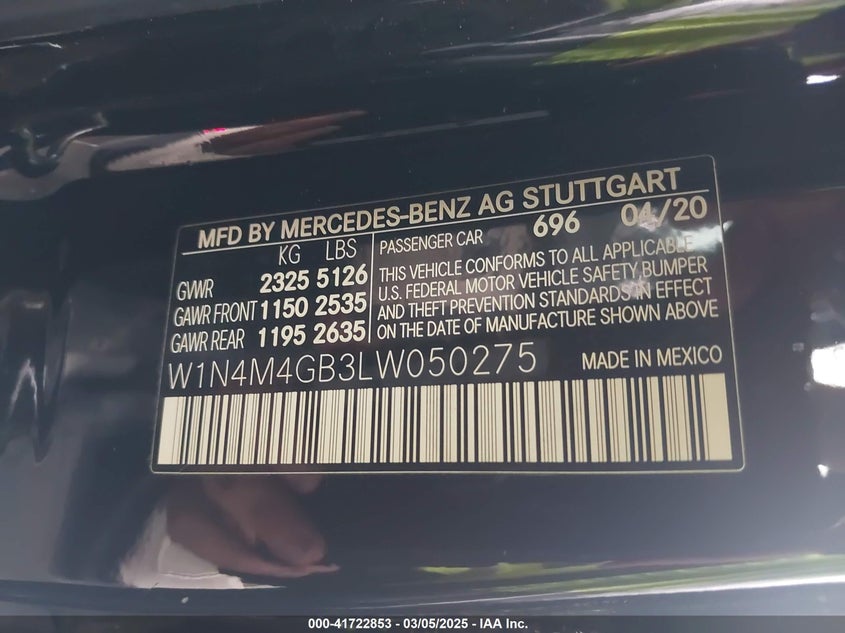 MFD BY MERCEDES-BENZ AG STUTTGART
KG LBS
GVWR 2325 5126
GAWR FRONT 1150 2535
GAWR REAR 1195 2635
PASSENGER CAR 696 04/20
THIS VEHICLE CONFORMS TO ALL APPLICABLE
U.S. FEDERAL MOTOR VEHICLE SAFETY, BUMPER
AND THEFT PREVENTION STANDARDS IN EFFECT
ON THE DATE OF MANUFACTURE SHOWN ABOVE
W1N4M4GB3LW050275 MADE IN MEXICO
000-41722853 — 03/05/2025 — IAA Inc.